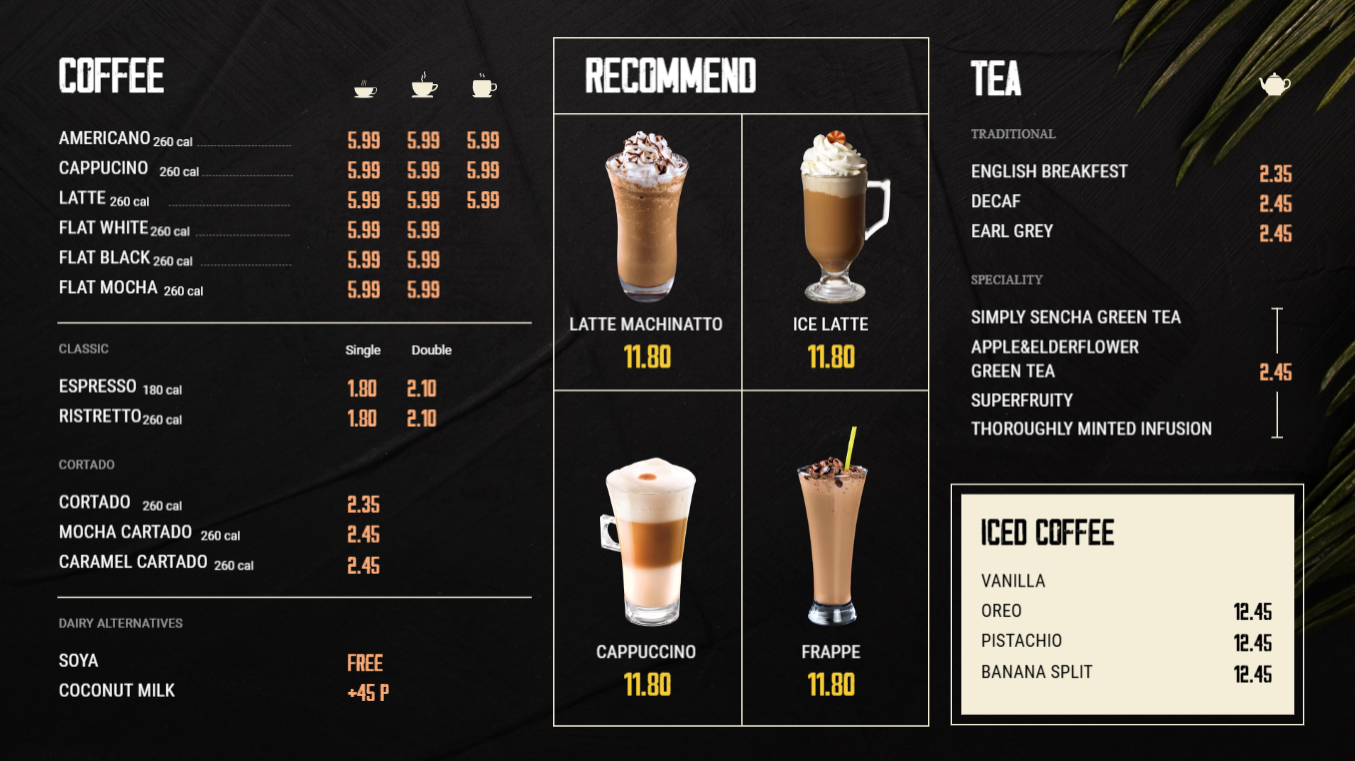 COFFEE
AMERICANO 260 cal 5.99 5.99 5.99
CAPPUCINO 260 cal 5.99 5.99 5.99
LATTE 260 cal 5.99 5.99 5.99
FLAT WHITE 260 cal 5.99 5.99
FLAT BLACK 260 cal 5.99 5.99
FLAT MOCHA 260 cal 5.99 5.99
CLASSIC Single Double
ESPRESSO 180 cal 1.80 2.10
RISTRETTO 260 cal 1.80 2.10
CORTADO
CORTADO 260 cal 2.35
MOCHA CARTADO 260 cal 2.45
CARAMEL CARTADO 260 cal 2.45
DAIRY ALTERNATIVES
SOYA FREE
COCONUT MILK +45 P
RECOMMEND
LATTE MACHINATTO
11.80
ICE LATTE
11.80
CAPPUCCINO
11.80
FRAPPE
11.80
TEA
TRADITIONAL
ENGLISH BREAKFEST 2.35
DECAF 2.45
EARL GREY 2.45
SPECIALITY
SIMPLY SENCHA GREEN TEA
APPLE&ELDERFLOWER
GREEN TEA 2.45
SUPERFRUITY
THOROUGHLY MINTED INFUSION
ICED COFFEE
VANILLA
OREO 12.45
PISTACHIO 12.45
BANANA SPLIT 12.45